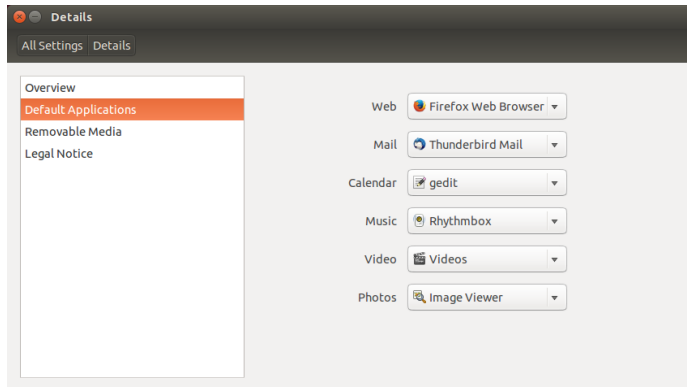 Details
All Settings Details
Overview
Default Applications
Removable Media
Legal Notice
Web Firefox Web Browser
Mail Thunderbird Mail
Calendar gedit
Music Rhythmbox
Video Videos
Photos Image Viewer